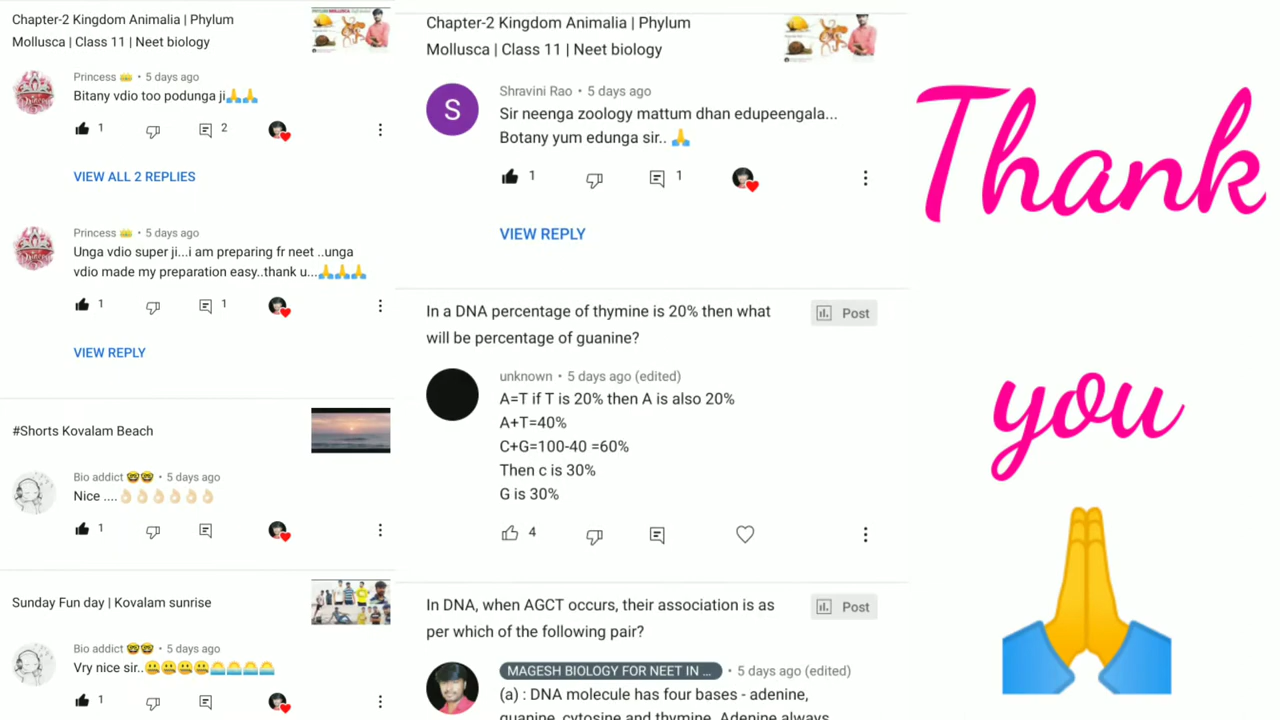 Chapter-2 Kingdom Animalia | Phylum
Mollusca | Class 11 | Neet biology
Princess 👑 • 5 days ago
Bitany vdio too podunga ji🙏🙏
1
2
VIEW ALL 2 REPLIES
Princess 👑 • 5 days ago
Unga vdio super ji...i am preparing fr neet ..unga
vdio made my preparation easy..thank u...🙏🙏🙏
1
1
VIEW REPLY
#Shorts Kovalam Beach
Bio addict 🤓🤓 • 5 days ago
Nice ....👌🏻👌🏻👌🏻👌🏻👌🏻👌🏻
1
Sunday Fun day | Kovalam sunrise
Bio addict 🤓🤓 • 5 days ago
Vry nice sir..🤐🤐🤐🤐🌅🌅🌅🌅
1
Chapter-2 Kingdom Animalia | Phylum
Mollusca | Class 11 | Neet biology
S
Shravini Rao • 5 days ago
Sir neenga zoology mattum dhan edupeengala...
Botany yum edunga sir.. 🙏
1
1
VIEW REPLY
In a DNA percentage of thymine is 20% then what
will be percentage of guanine?
Post
unknown • 5 days ago (edited)
A=T if T is 20% then A is also 20%
A+T=40%
C+G=100-40 =60%
Then c is 30%
G is 30%
4
In DNA, when AGCT occurs, their association is as
per which of the following pair?
Post
MAGESH BIOLOGY FOR NEET IN ... • 5 days ago (edited)
(a) : DNA molecule has four bases - adenine,
guanine, cytosine and thymine. Adenine always
Thank
you